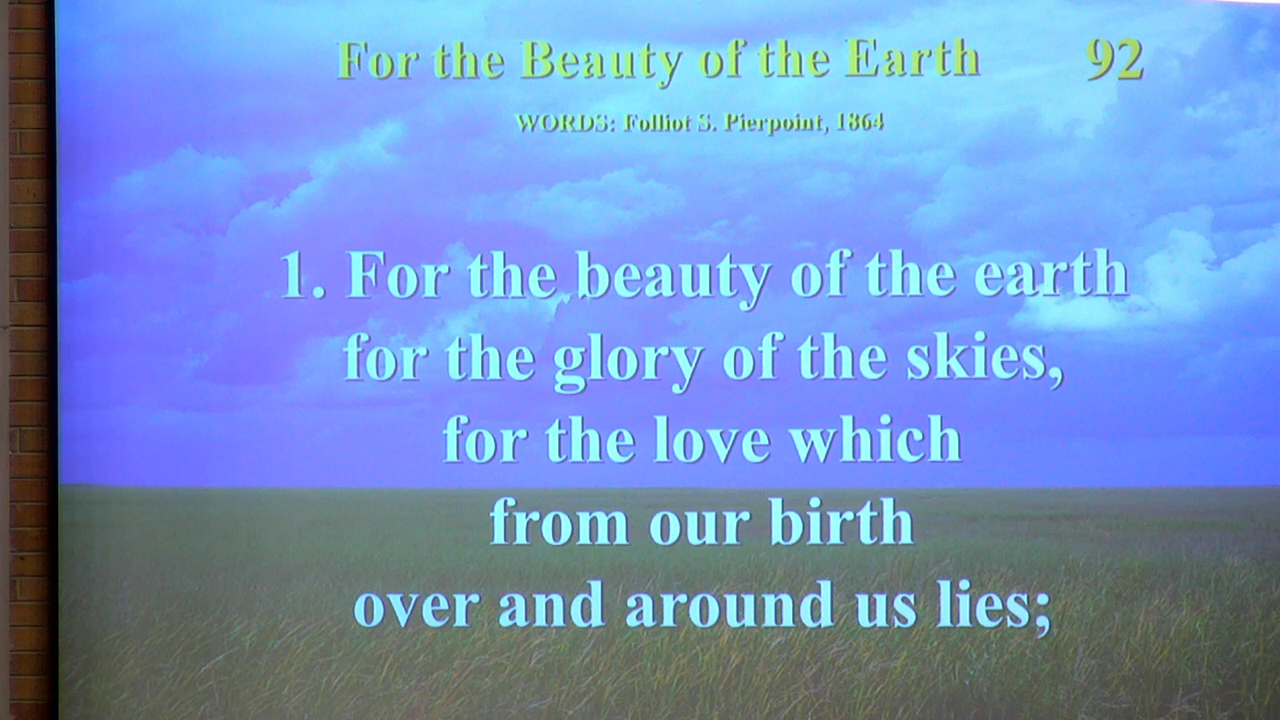 For the Beauty of the Earth 92
WORDS: Folliot S. Pierpoint, 1864
1. For the beauty of the earth
for the glory of the skies,
for the love which
from our birth
over and around us lies;